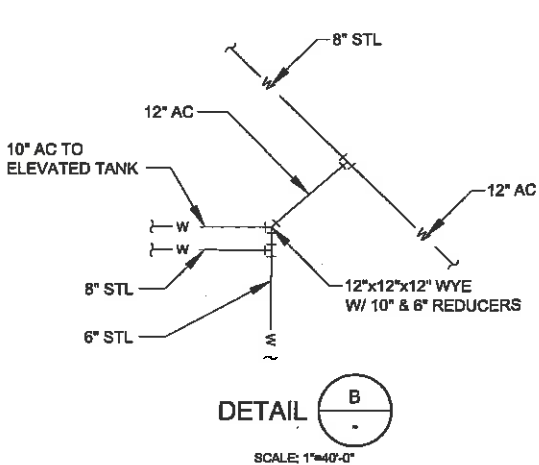 8" STL
W
12" AC
10" AC TO
ELEVATED TANK
12" AC
W
W
W
8" STL
12"x12"x12" WYE
W/ 10" & 6" REDUCERS
6" STL
W
DETAIL
B
-
SCALE: 1"=40'-0"